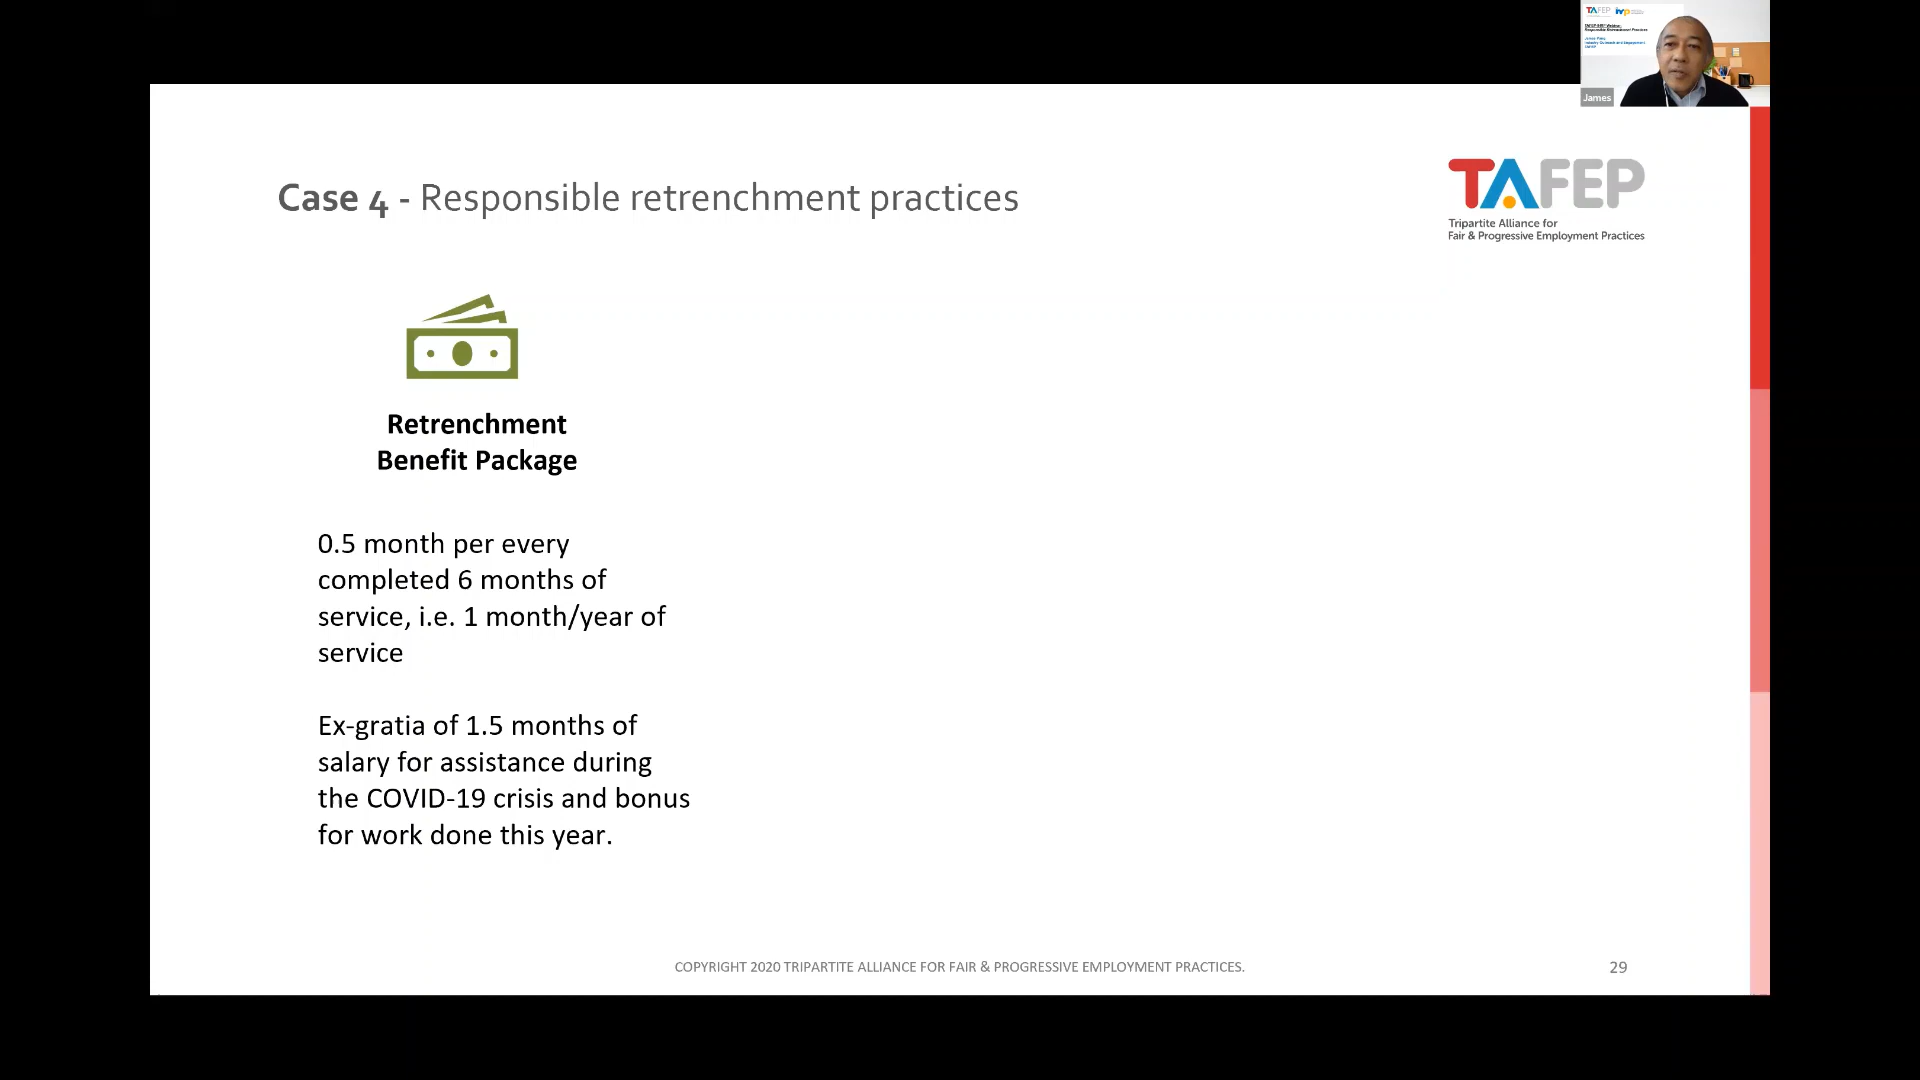 TAFEP
James
Case 4 - Responsible retrenchment practices
TAFEP
Tripartite Alliance for
Fair & Progressive Employment Practices
Retrenchment
Benefit Package
0.5 month per every
completed 6 months of
service, i.e. 1 month/year of
service
Ex-gratia of 1.5 months of
salary for assistance during
the COVID-19 crisis and bonus
for work done this year.
COPYRIGHT 2020 TRIPARTITE ALLIANCE FOR FAIR & PROGRESSIVE EMPLOYMENT PRACTICES.
29